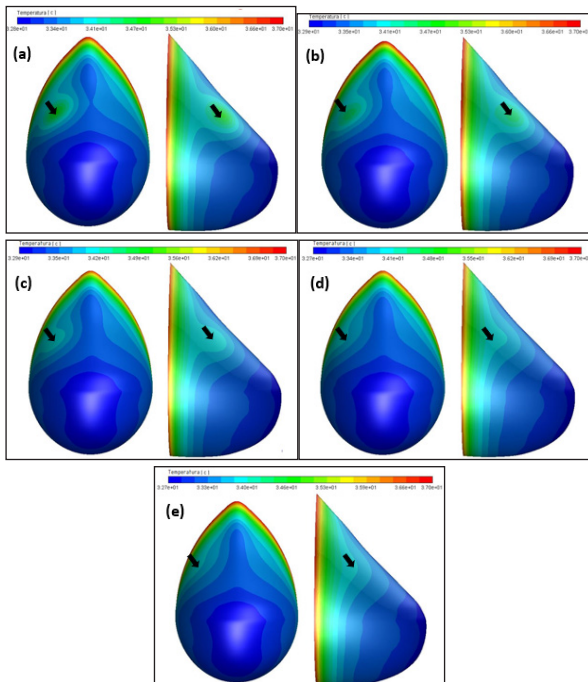 Temperatura (C)
3.28e+01 3.34e+01 3.41e+01 3.47e+01 3.53e+01 3.60e+01 3.66e+01 3.70e+01
(a)
Temperatura (C)
3.29e+01 3.35e+01 3.41e+01 3.47e+01 3.53e+01 3.60e+01 3.66e+01 3.70e+01
(b)
Temperatura (c)
3.29e+01 3.35e+01 3.42e+01 3.49e+01 3.56e+01 3.62e+01 3.69e+01 3.70e+01
(c)
Temperatura (c)
3.27e+01 3.34e+01 3.41e+01 3.48e+01 3.55e+01 3.62e+01 3.69e+01 3.70e+01
(d)
Temperatura (c)
3.27e+01 3.33e+01 3.40e+01 3.46e+01 3.53e+01 3.59e+01 3.66e+01 3.70e+01
(e)